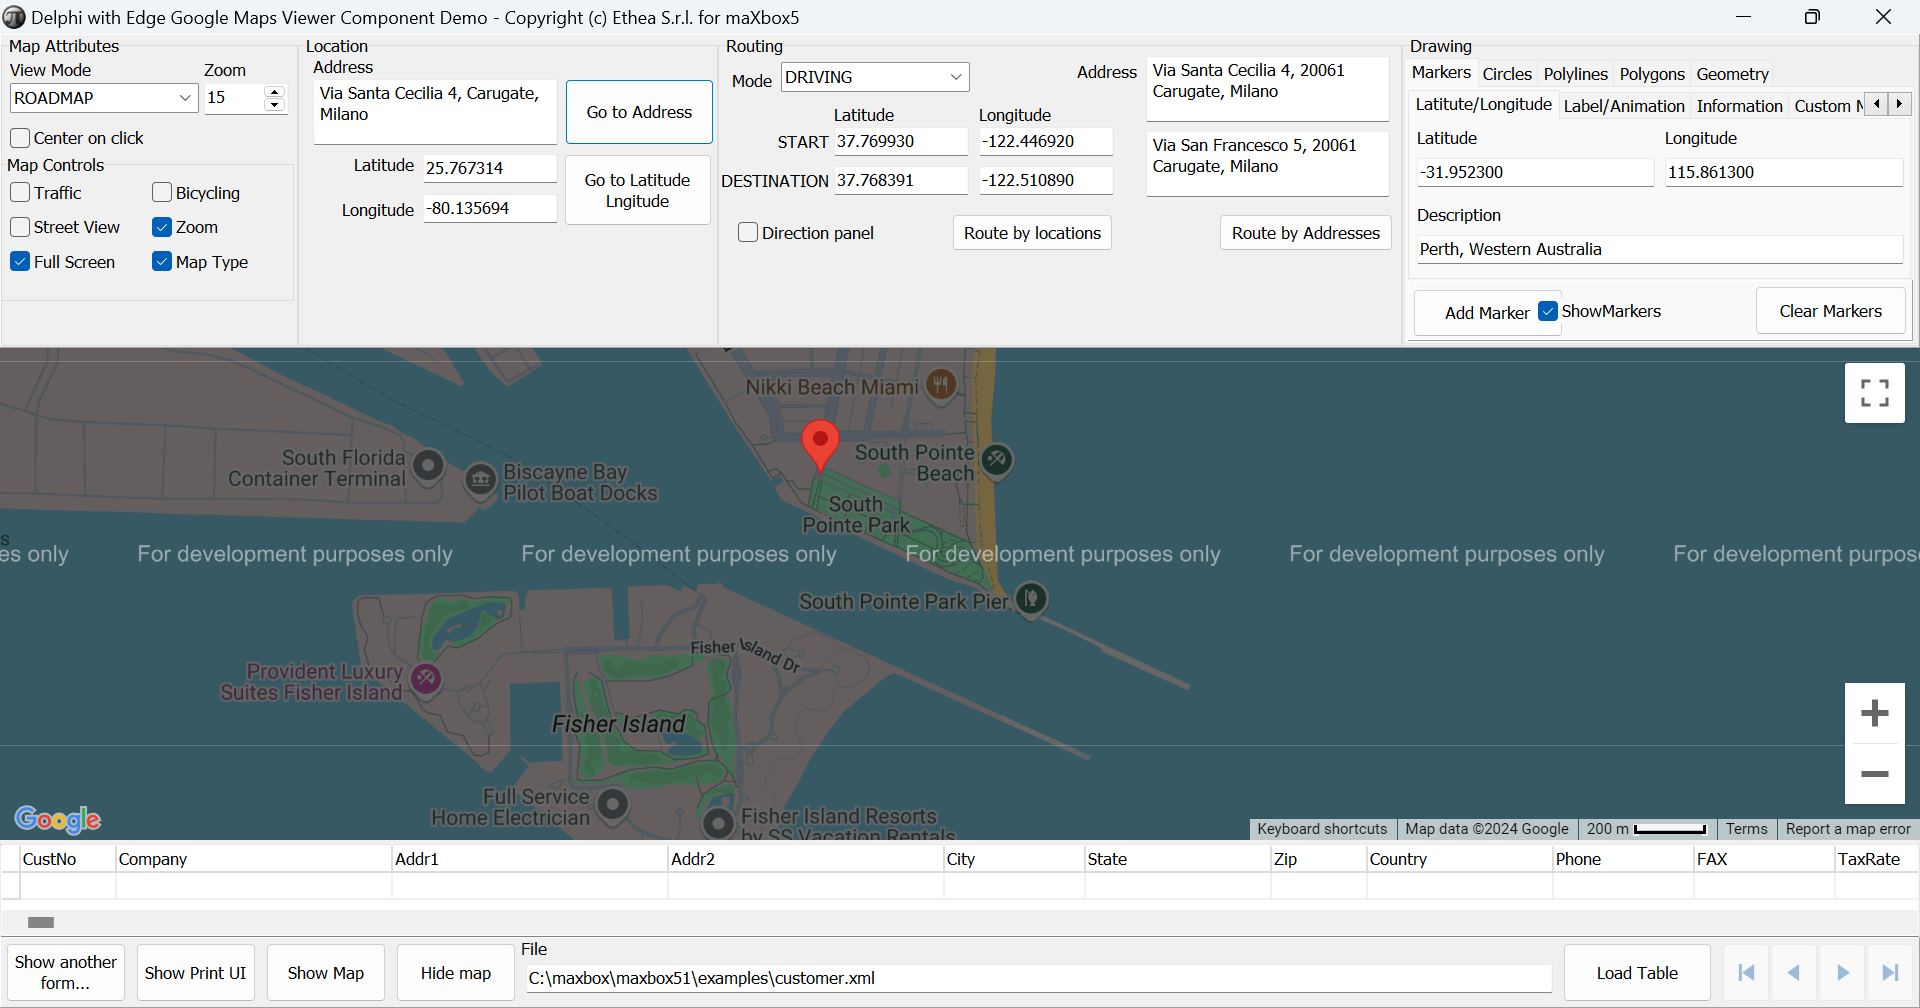 Delphi with Edge Google Maps Viewer Component Demo - Copyright (c) Ethea S.r.l. for maXbox5
Map Attributes
View Mode
Zoom
ROADMAP
15
Center on click
Map Controls
Traffic
Bicycling
Street View
Zoom
Full Screen
Map Type
Location
Address
Via Santa Cecilia 4, Carugate,
Milano
Go to Address
Latitude
25.767314
Longitude
-80.135694
Go to Latitude
Lngitude
Routing
Mode
DRIVING
Latitude
Longitude
START
37.769930
-122.446920
DESTINATION
37.768391
-122.510890
Direction panel
Route by locations
Address
Via Santa Cecilia 4, 20061
Carugate, Milano
Via San Francesco 5, 20061
Carugate, Milano
Route by Addresses
Drawing
Markers
Circles
Polylines
Polygons
Geometry
Latitute/Longitude
Label/Animation
Information
Custom
Latitude
Longitude
-31.952300
115.861300
Description
Perth, Western Australia
Add Marker
ShowMarkers
Clear Markers
Nikki Beach Miami
South Florida
Container Terminal
Biscayne Bay
Pilot Boat Docks
South Pointe
Beach
South
Pointe Park
es only
For development purposes only
For development purposes only
For development purposes only
For development purposes only
For development purpos
South Pointe Park Pier
Fisher Island Dr
Provident Luxury
Suites Fisher Island
Fisher Island
Full Service
Home Electrician
Fisher Island Resorts
by SS Vacation Rentals
Google
Keyboard shortcuts
Map data ©2024 Google
200 m
Terms
Report a map error
CustNo
Company
Addr1
Addr2
City
State
Zip
Country
Phone
FAX
TaxRate
Show another
form...
Show Print UI
Show Map
Hide map
File
C:\maxbox\maxbox51\examples\customer.xml
Load Table